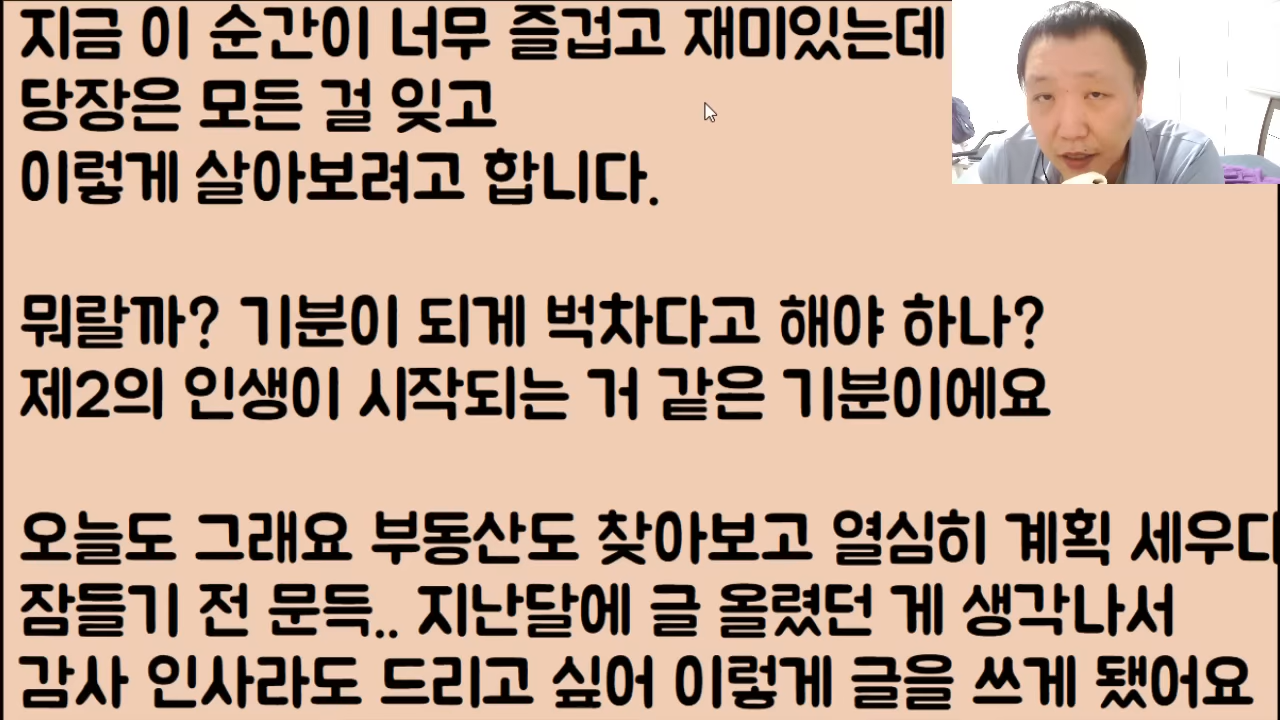 지금 이 순간이 너무 즐겁고 재미있는데
당장은 모든 걸 잊고
이렇게 살아보려고 합니다.
뭐랄까? 기분이 되게 벅차다고 해야 하나?
제2의 인생이 시작되는 거 같은 기분이에요
오늘도 그래요 부동산도 찾아보고 열심히 계획 세우다
잠들기 전 문득.. 지난달에 글 올렸던 게 생각나서
감사 인사라도 드리고 싶어 이렇게 글을 쓰게 됐어요